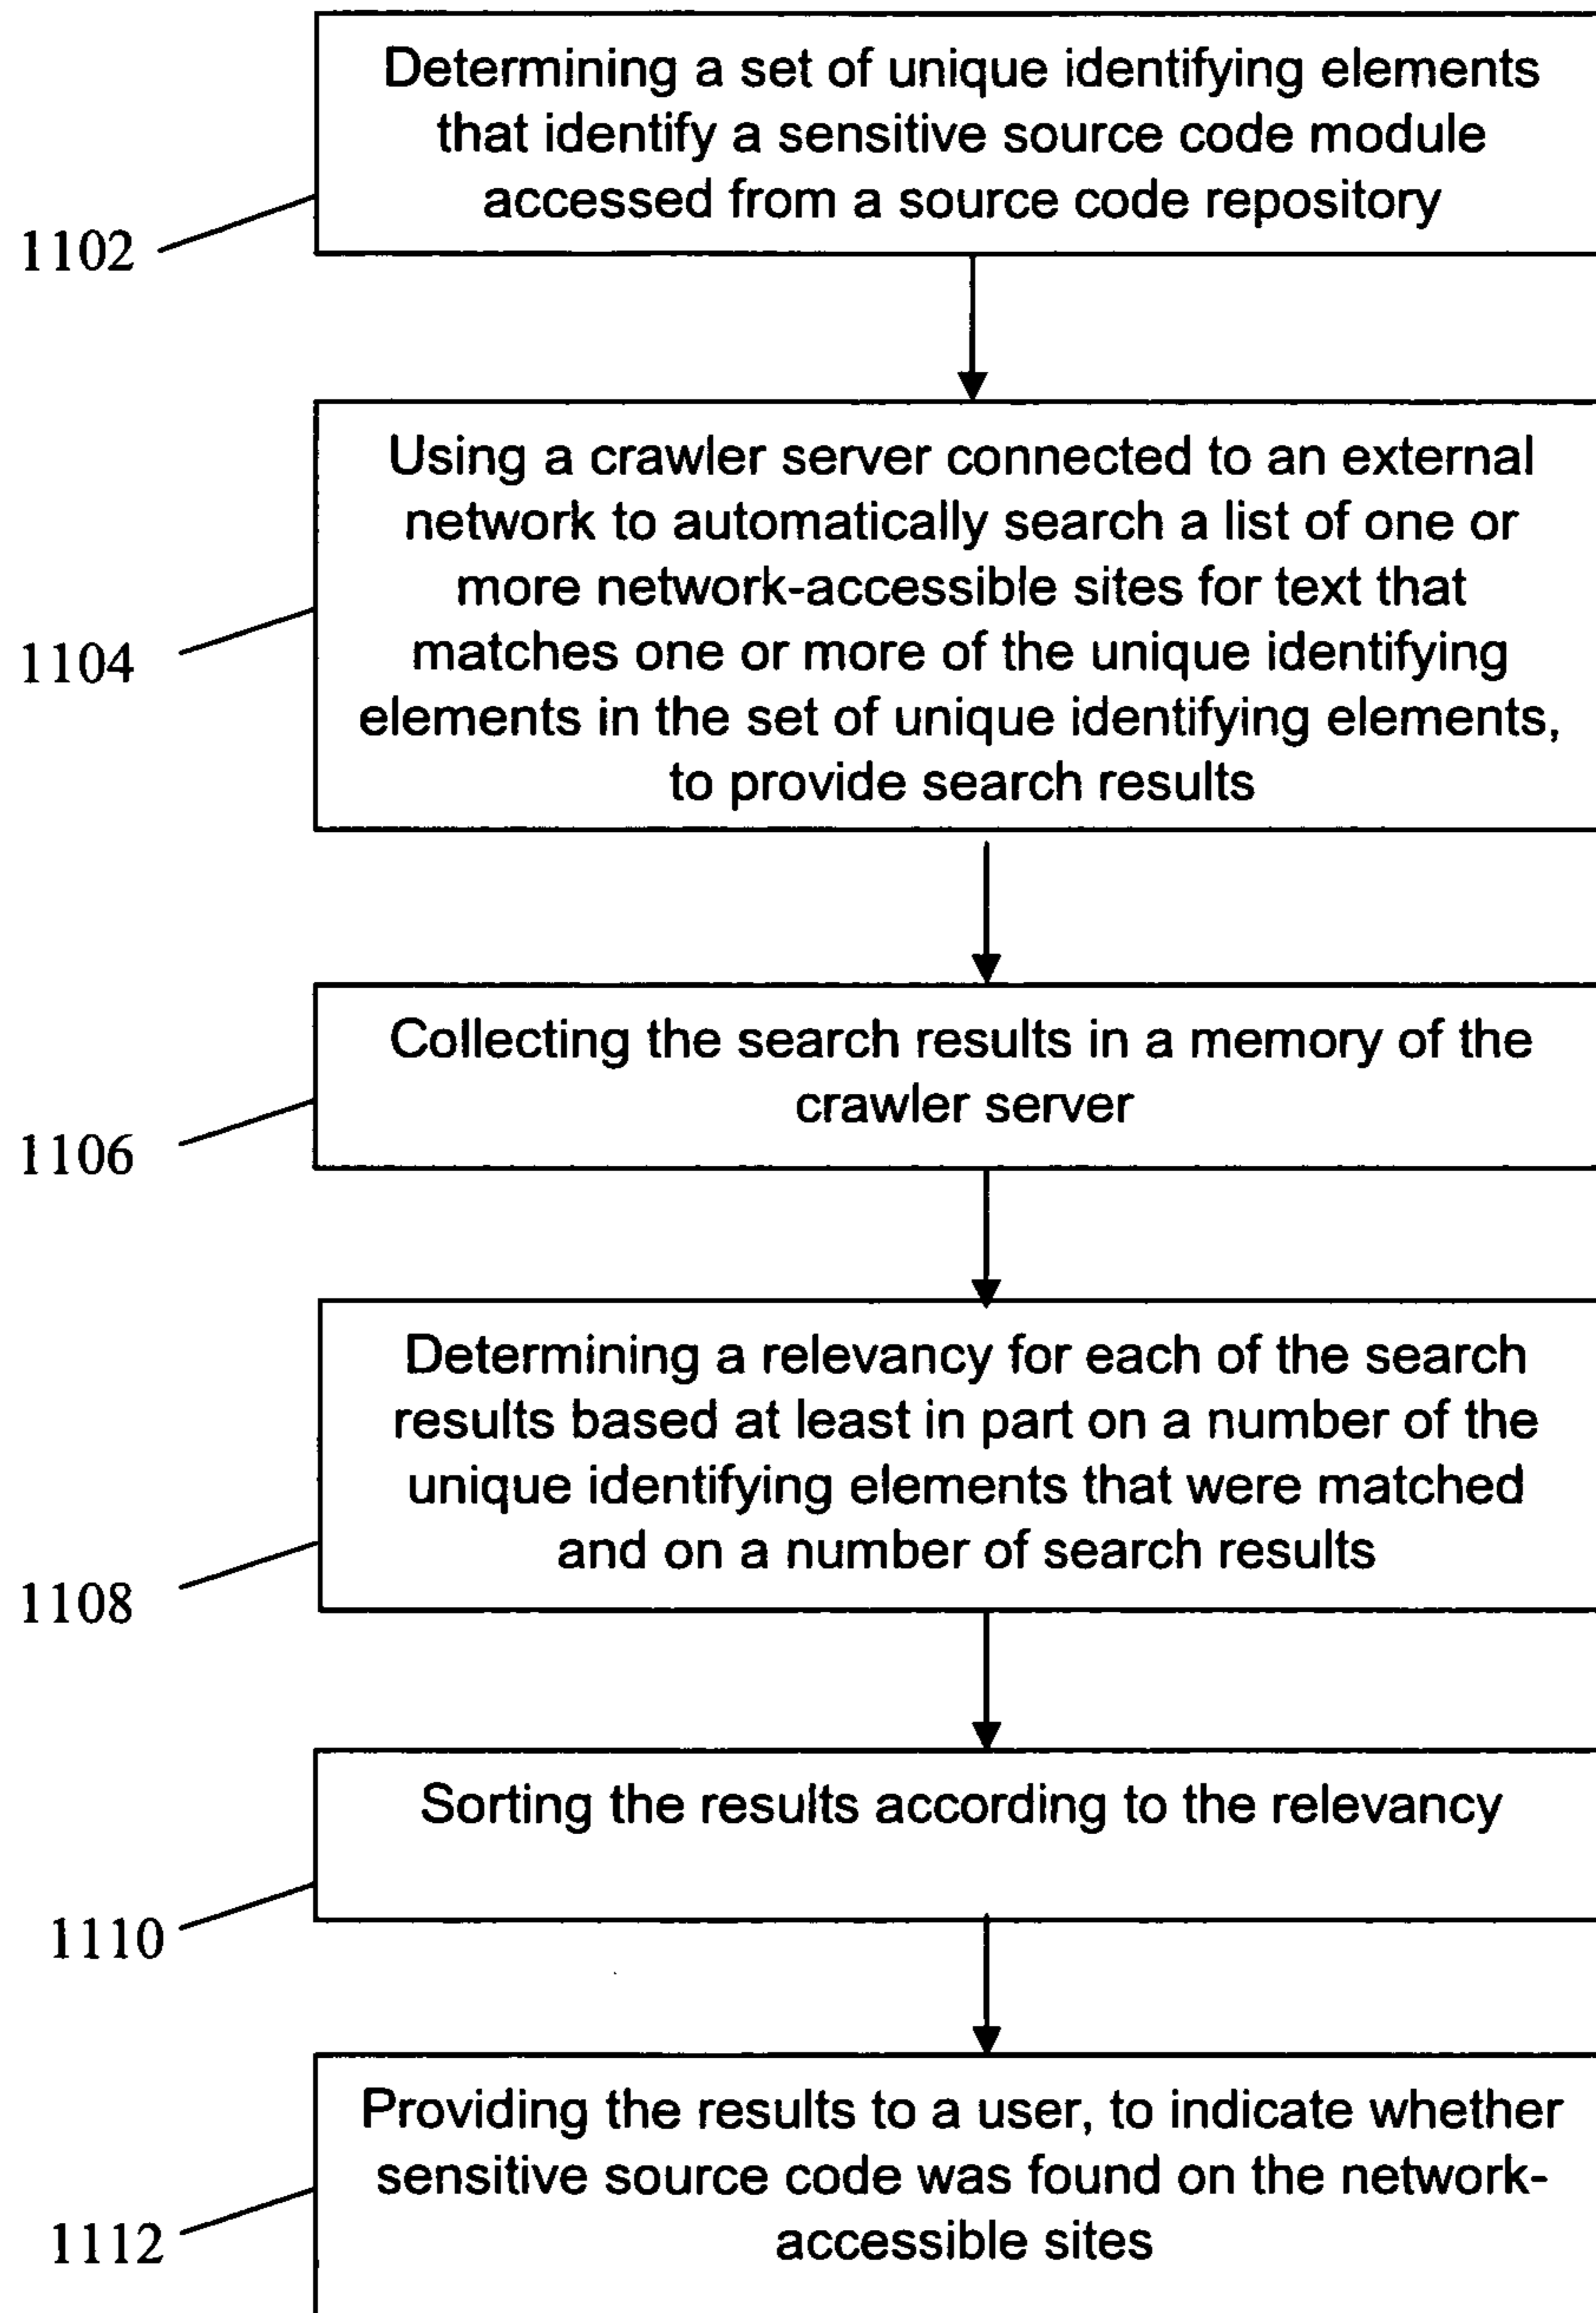 Determining a set of unique identifying elements
that identify a sensitive source code module
accessed from a source code repository
1102
Using a crawler server connected to an external
network to automatically search a list of one or
more network-accessible sites for text that
matches one or more of the unique identifying
elements in the set of unique identifying elements,
to provide search results
1104
Collecting the search results in a memory of the
crawler server
1106
Determining a relevancy for each of the search
results based at least in part on a number of the
unique identifying elements that were matched
and on a number of search results
1108
Sorting the results according to the relevancy
1110
Providing the results to a user, to indicate whether
sensitive source code was found on the network-
accessible sites
1112